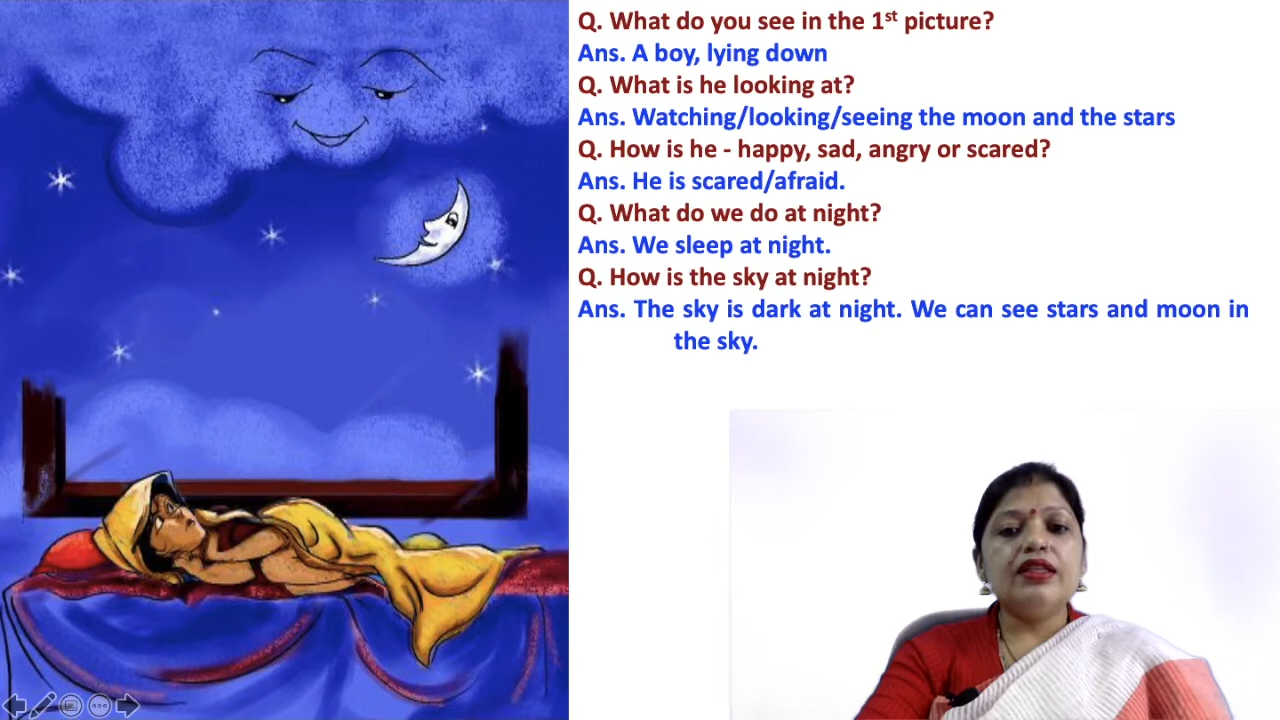 Q. What do you see in the 1st picture?
Ans. A boy, lying down
Q. What is he looking at?
Ans. Watching/looking/seeing the moon and the stars
Q. How is he - happy, sad, angry or scared?
Ans. He is scared/afraid.
Q. What do we do at night?
Ans. We sleep at night.
Q. How is the sky at night?
Ans. The sky is dark at night. We can see stars and moon in
the sky.